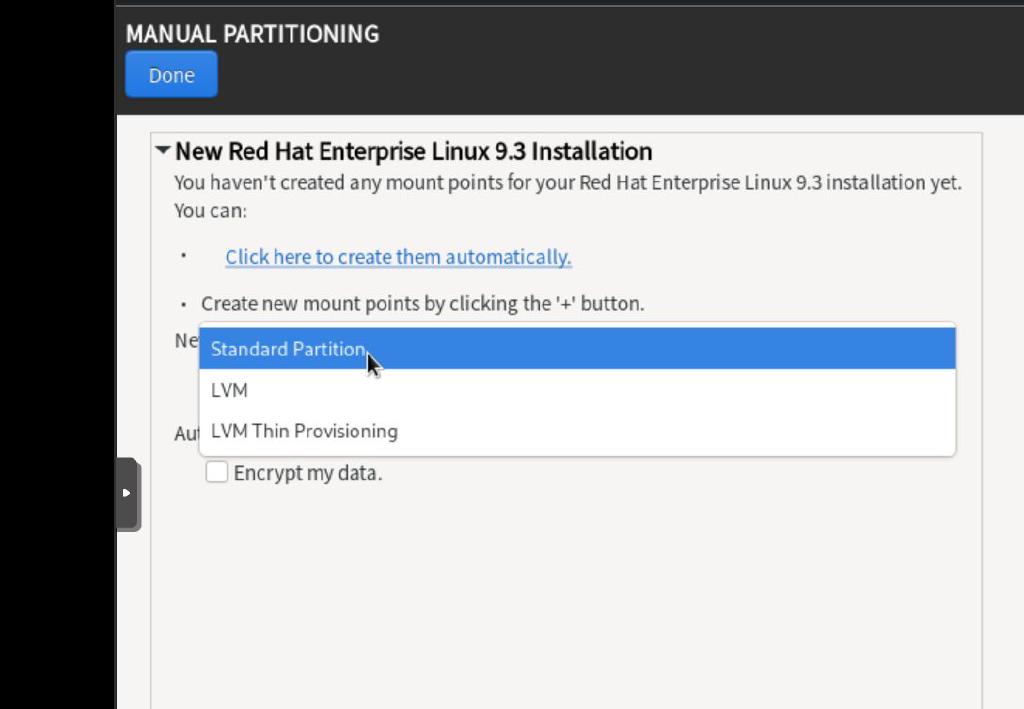 MANUAL PARTITIONING
Done
New Red Hat Enterprise Linux 9.3 Installation
You haven't created any mount points for your Red Hat Enterprise Linux 9.3 installation yet.
You can:
• Click here to create them automatically.
• Create new mount points by clicking the '+' button.
Ne
Standard Partition
LVM
LVM Thin Provisioning
Aut
Encrypt my data.